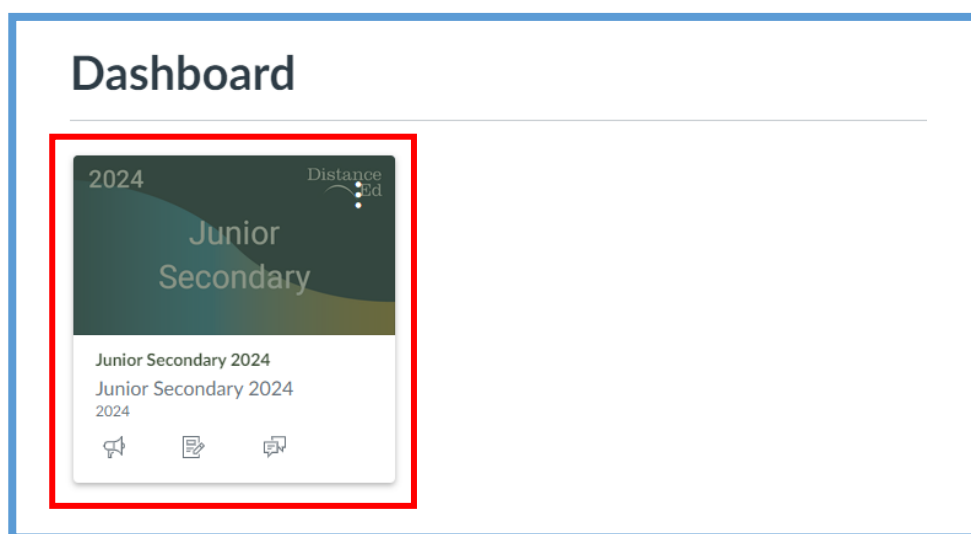 Dashboard
2024
Distance
Ed
Junior
Secondary
Junior Secondary 2024
Junior Secondary 2024
2024